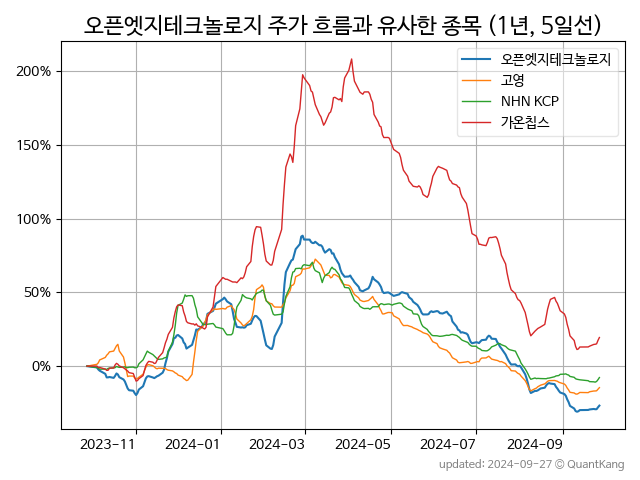 오픈엣지테크놀로지 주가 흐름과 유사한 종목 (1년, 5일선)
오픈엣지테크놀로지
고영
NHN KCP
가온칩스
200%
150%
100%
50%
0%
2023-11 2024-01 2024-03 2024-05 2024-07 2024-09
updated: 2024-09-27 © QuantKang